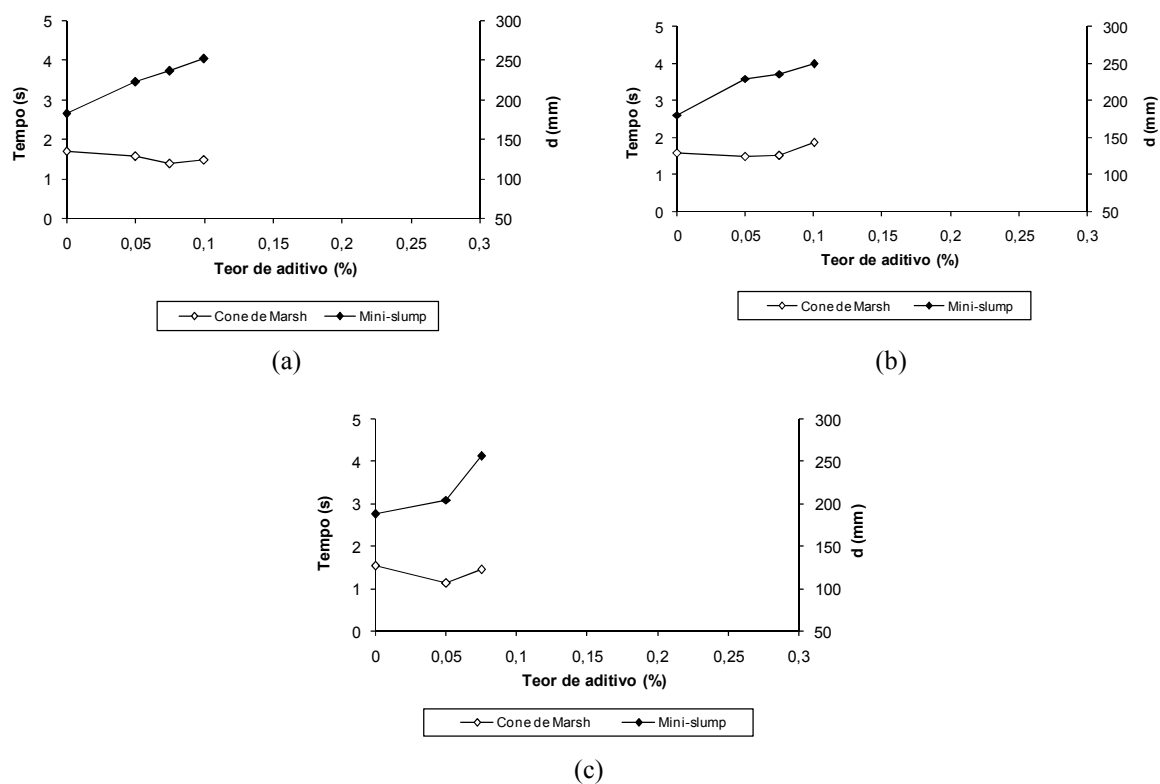 5
4
3
2
1
0
Tempo (s)
300
250
200
150
100
50
d (mm)
0 0,05 0,1 0,15 0,2 0,25 0,3
Teor de aditivo (%)
Cone de Marsh Mini-slump
(a)
5
4
3
2
1
0
Tempo (s)
300
250
200
150
100
50
d (mm)
0 0,05 0,1 0,15 0,2 0,25 0,3
Teor de aditivo (%)
Cone de Marsh Mini-slump
(b)
5
4
3
2
1
0
Tempo (s)
300
250
200
150
100
50
d (mm)
0 0,05 0,1 0,15 0,2 0,25 0,3
Teor de aditivo (%)
Cone de Marsh Mini-slump
(c)